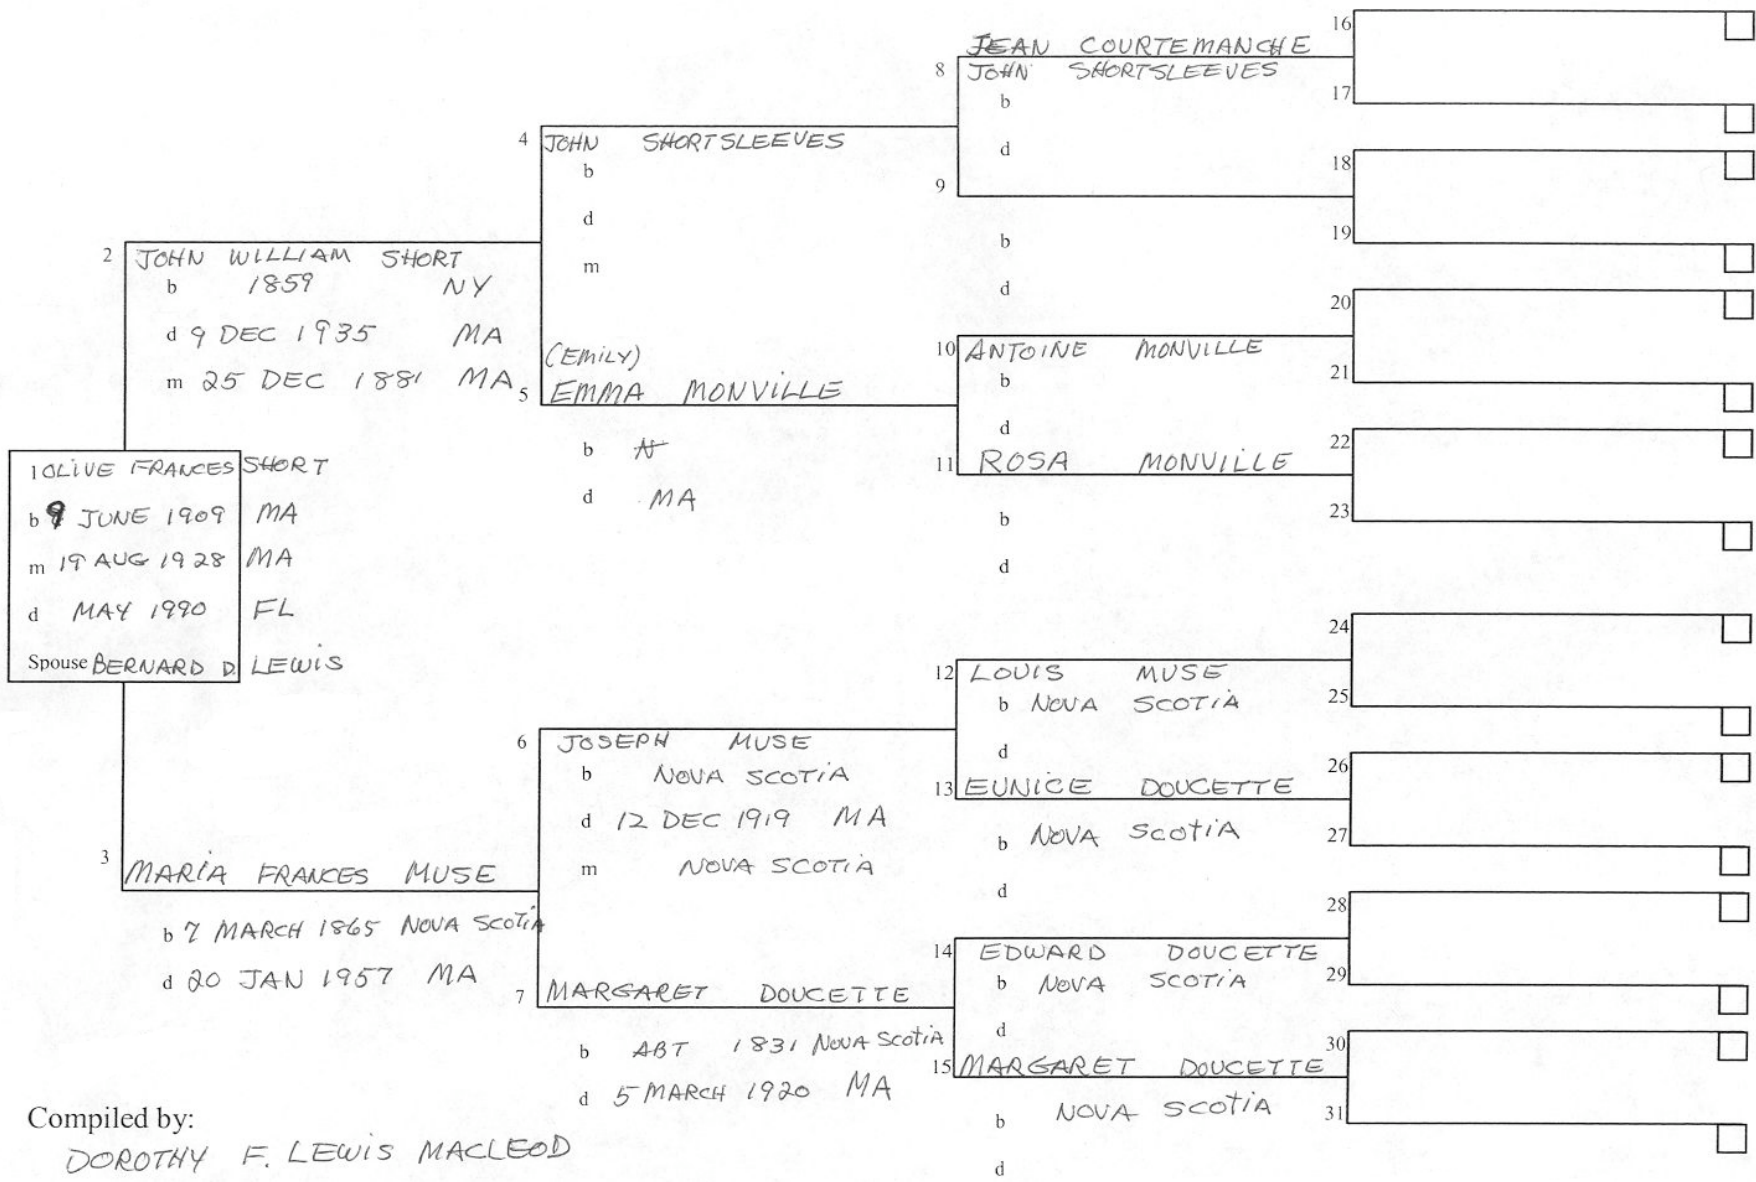 1 OLIVE FRANCES SHORT
b 9 JUNE 1909 MA
m 19 AUG 1928 MA
d MAY 1990 FL
Spouse BERNARD D. LEWIS
2 JOHN WILLIAM SHORT
b 1859 NY
d 9 DEC 1935 MA
m 25 DEC 1881 MA
3 MARIA FRANCES MUSE
b 7 MARCH 1865 NOVA SCOTIA
d 20 JAN 1957 MA
4 JOHN SHORTSLEEVES
b
d
m
(EMILY)
5 EMMA MONVILLE
b N
d MA
6 JOSEPH MUSE
b NOVA SCOTIA
d 12 DEC 1919 MA
m NOVA SCOTIA
7 MARGARET DOUCETTE
b ABT 1831 NOVA SCOTIA
d 5 MARCH 1920 MA
JEAN COURTEMANCHE
8 JOHN SHORTSLEEVES
b
d
9
b
d
10 ANTOINE MONVILLE
b
d
11 ROSA MONVILLE
b
d
12 LOUIS MUSE
b NOVA SCOTIA
d
13 EUNICE DOUCETTE
b NOVA SCOTIA
d
14 EDWARD DOUCETTE
b NOVA SCOTIA
d
15 MARGARET DOUCETTE
b NOVA SCOTIA
d
16
17
18
19
20
21
22
23
24
25
26
27
28
29
30
31
Compiled by:
DOROTHY F. LEWIS MACLEOD